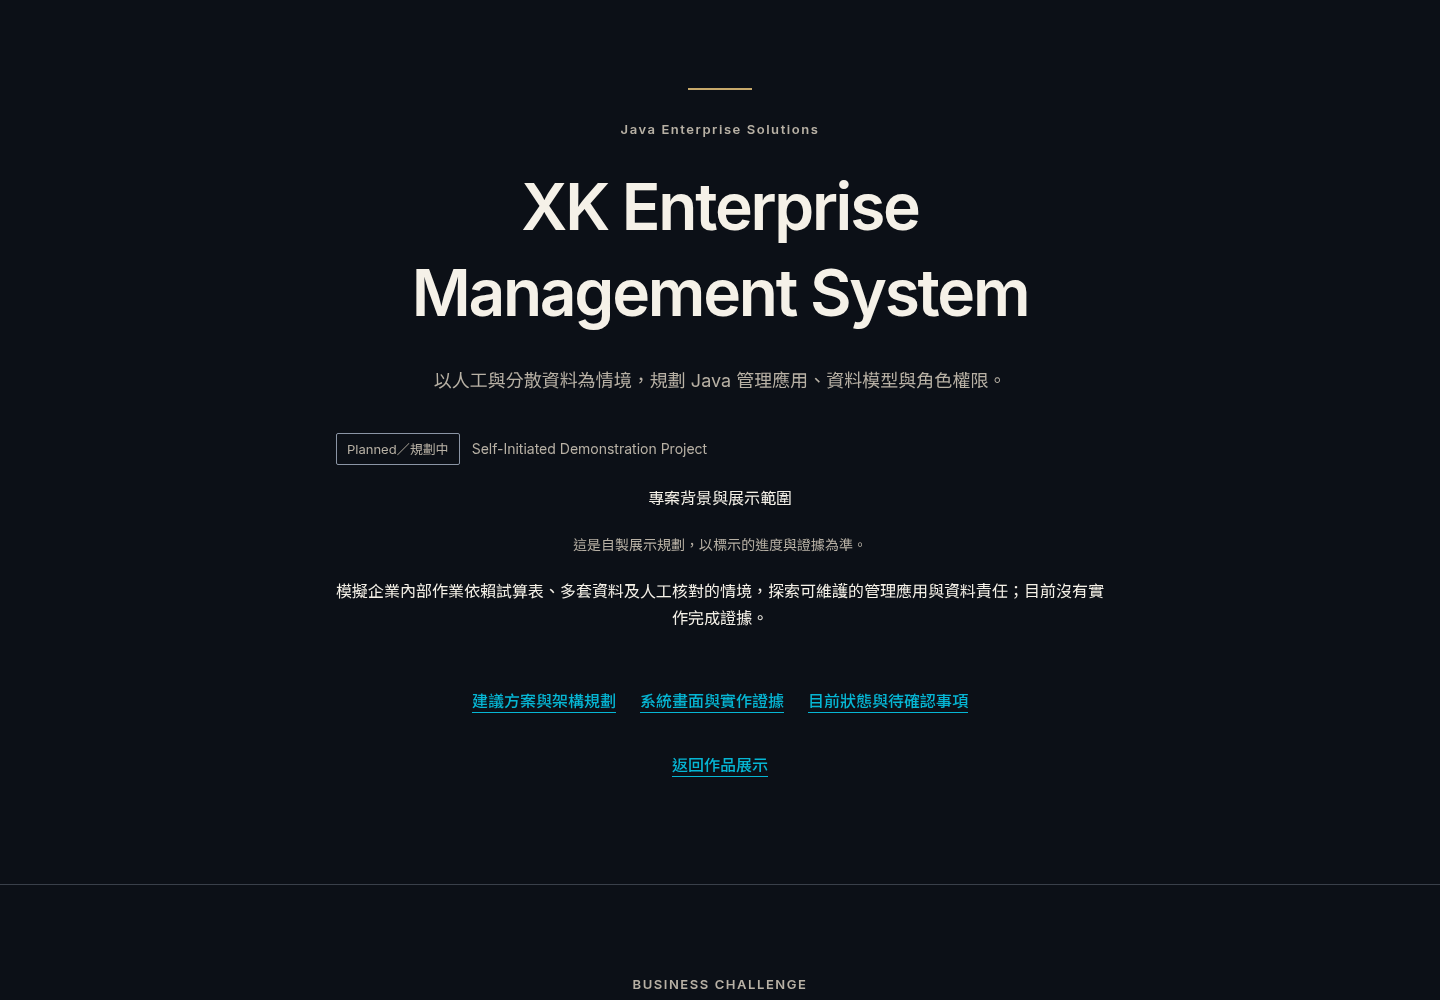 Java Enterprise Solutions
XK Enterprise
Management System
以人工與分散資料為情境，規劃 Java 管理應用、資料模型與角色權限。
Planned／規劃中 Self-Initiated Demonstration Project
專案背景與展示範圍
這是自製展示規劃，以標示的進度與證據為準。
模擬企業內部作業依賴試算表、多套資料及人工核對的情境，探索可維護的管理應用與資料責任；目前沒有實
作完成證據。
建議方案與架構規劃 系統畫面與實作證據 目前狀態與待確認事項
返回作品展示
BUSINESS CHALLENGE